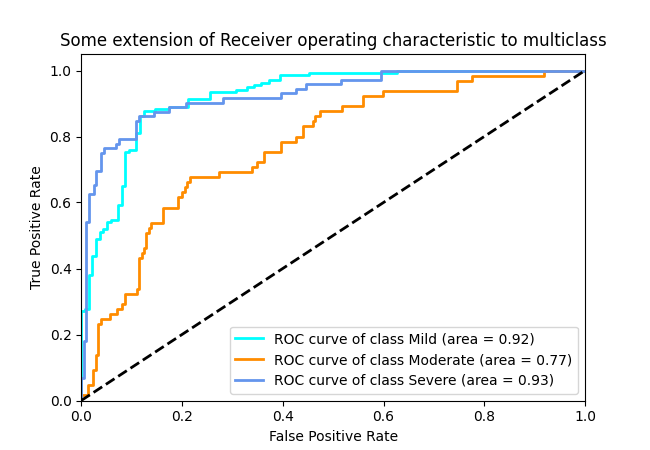 Some extension of Receiver operating characteristic to multiclass
1.0
0.8
0.6
0.4
0.2
0.0
True Positive Rate
ROC curve of class Mild (area = 0.92)
ROC curve of class Moderate (area = 0.77)
ROC curve of class Severe (area = 0.93)
0.0 0.2 0.4 0.6 0.8 1.0
False Positive Rate